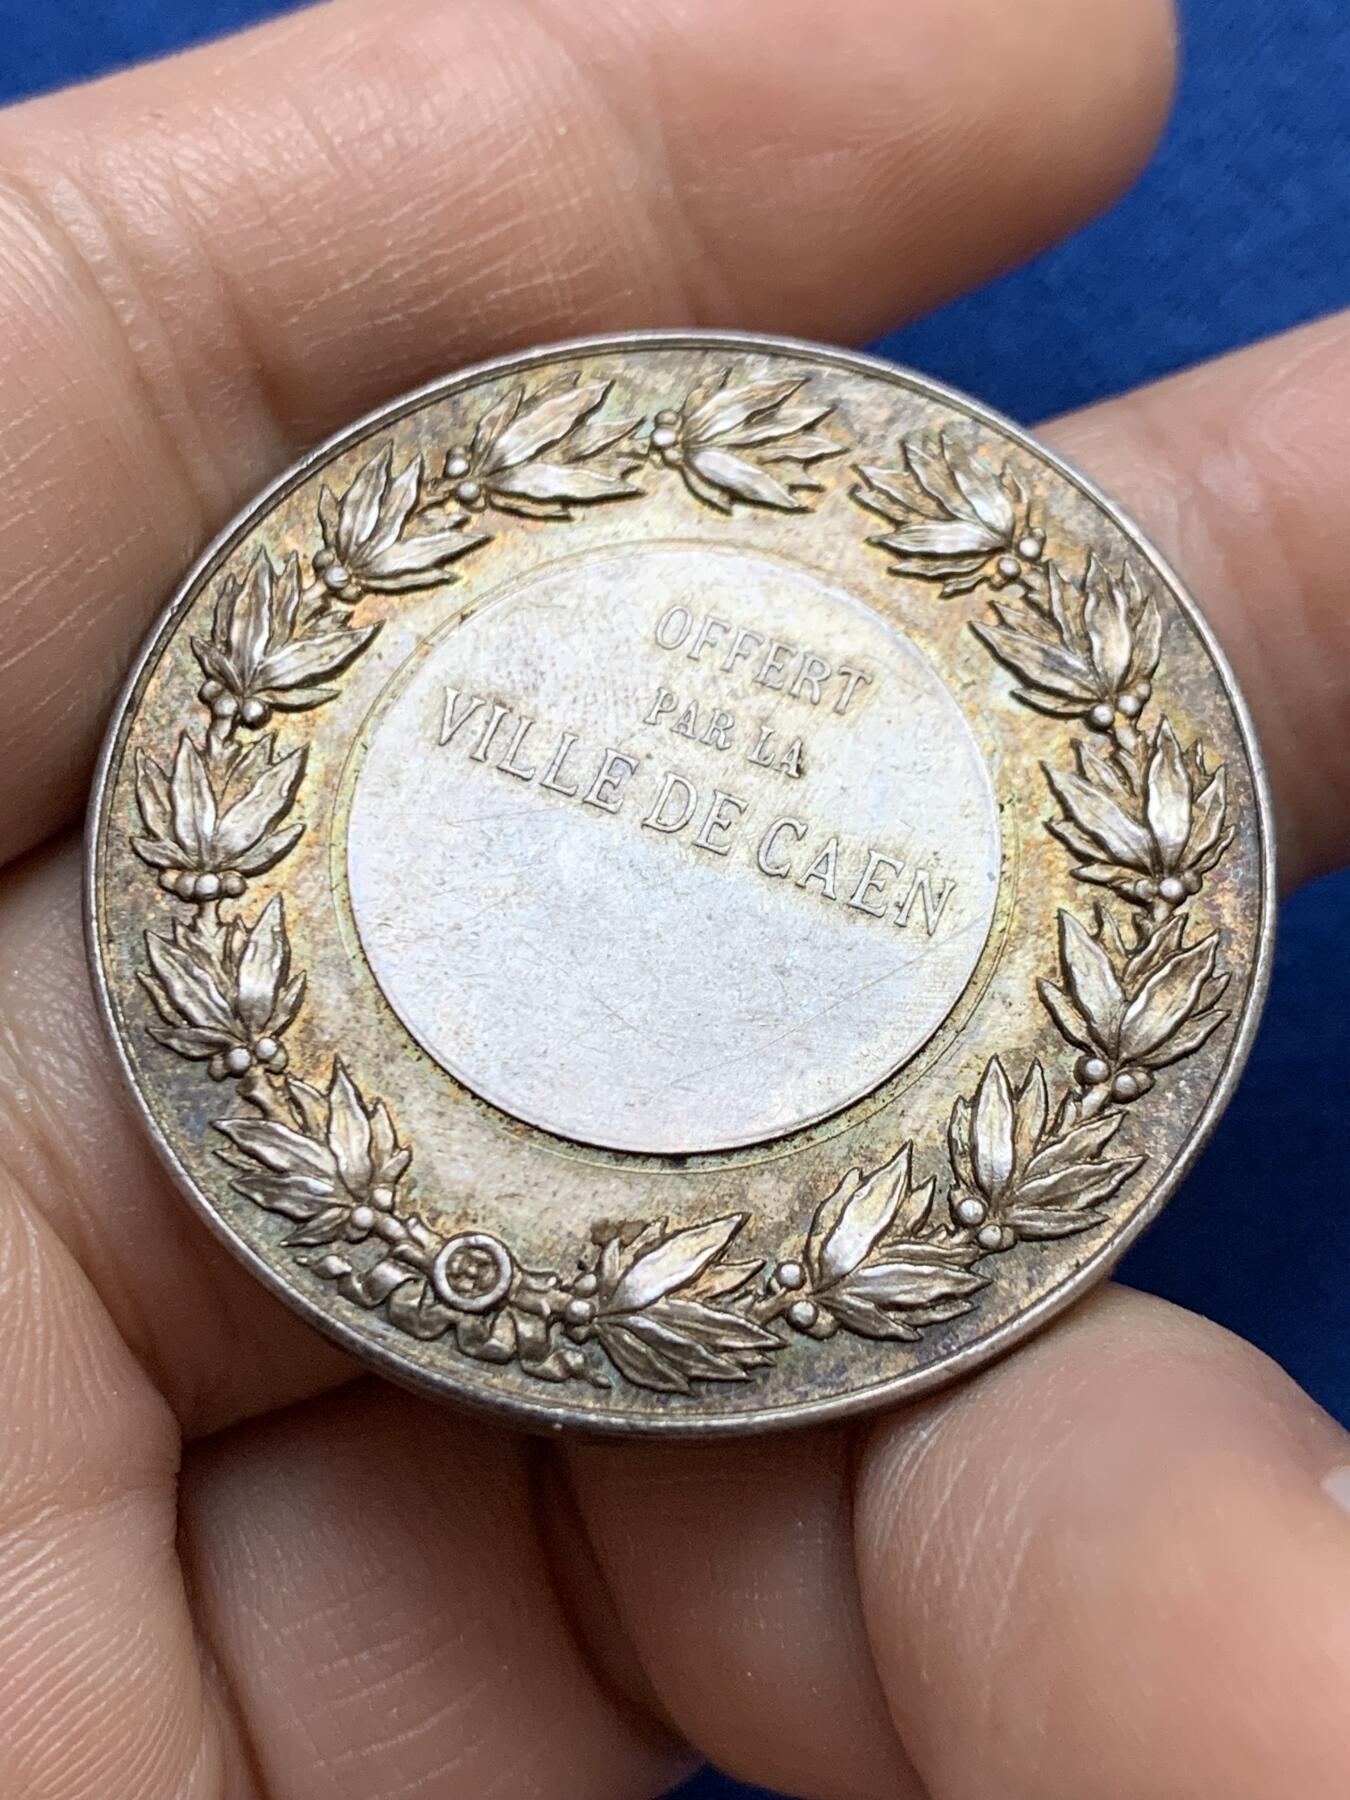 OFFERT
PAR LA
VILLE DE CAEN